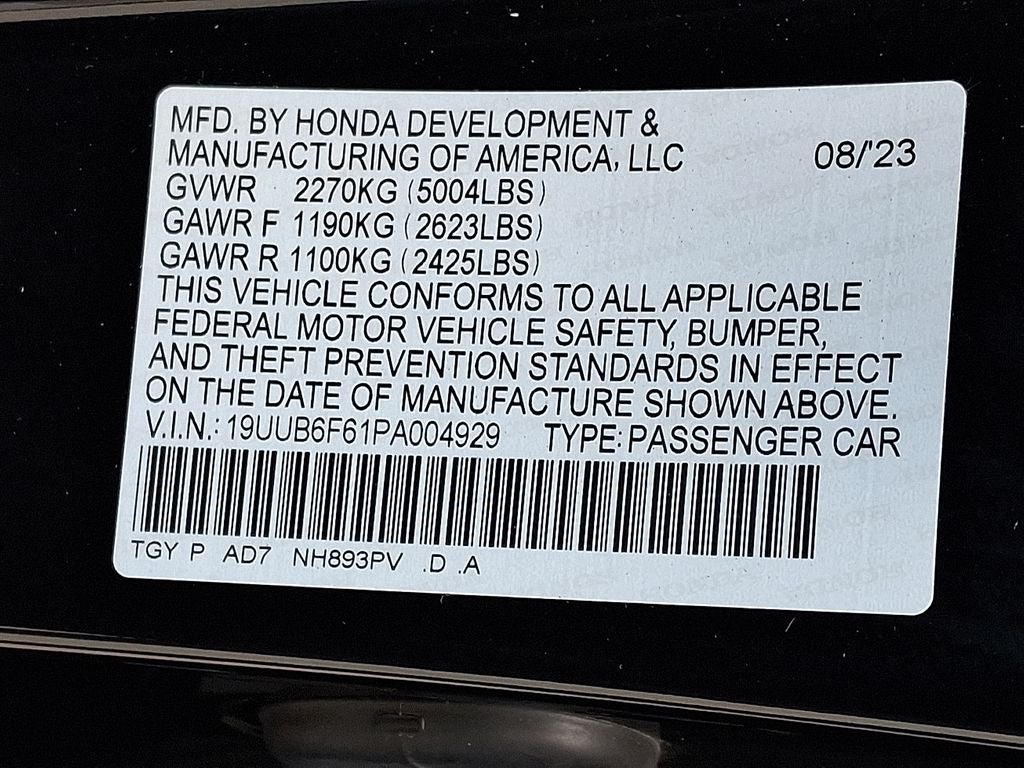 MFD. BY HONDA DEVELOPMENT &
MANUFACTURING OF AMERICA, LLC 08/'23
GVWR 2270KG (5004LBS)
GAWR F 1190KG (2623LBS)
GAWR R 1100KG (2425LBS)
THIS VEHICLE CONFORMS TO ALL APPLICABLE
FEDERAL MOTOR VEHICLE SAFETY, BUMPER,
AND THEFT PREVENTION STANDARDS IN EFFECT
ON THE DATE OF MANUFACTURE SHOWN ABOVE.
V.I.N.: 19UUB6F61PA004929 TYPE: PASSENGER CAR
TGY P AD7 NH893PV .D .A